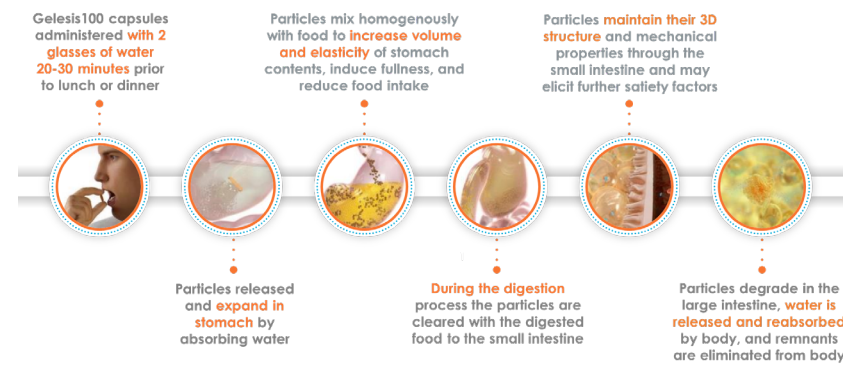 Gelesis100 capsules
administered with 2
glasses of water
20-30 minutes prior
to lunch or dinner
Particles released
and expand in
stomach by
absorbing water
Particles mix homogenously
with food to increase volume
and elasticity of stomach
contents, induce fullness, and
reduce food intake
During the digestion
process the particles are
cleared with the digested
food to the small intestine
Particles maintain their 3D
structure and mechanical
properties through the
small intestine and may
elicit further satiety factors
Particles degrade in the
large intestine, water is
released and reabsorbed
by body, and remnants
are eliminated from body